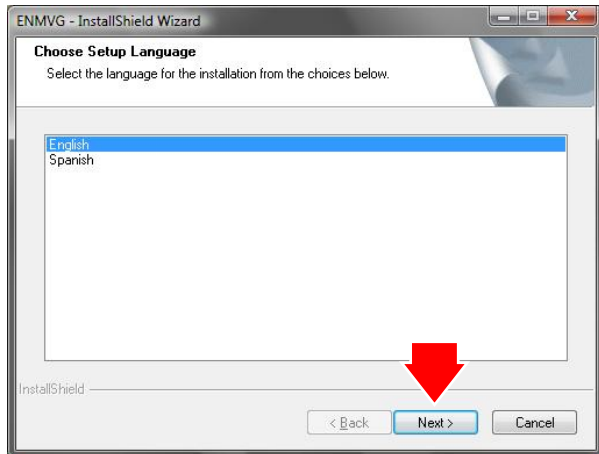 ENMVG - InstallShield Wizard
Choose Setup Language
Select the language for the installation from the choices below.
English
Spanish
InstallShield
< Back Next > Cancel